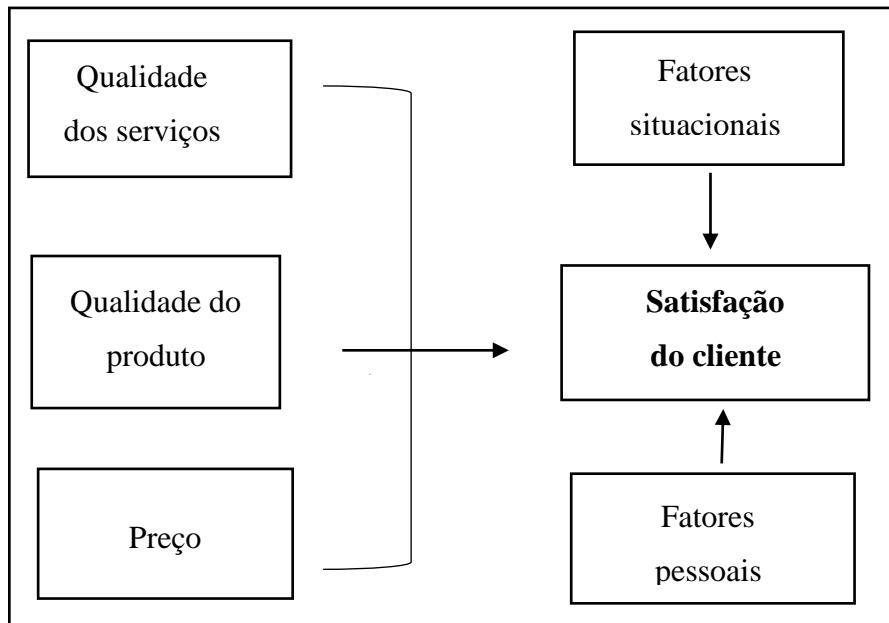 Qualidade
dos serviços
Qualidade do
produto
Preço
Fatores
situacionais
Satisfação
do cliente
Fatores
pessoais